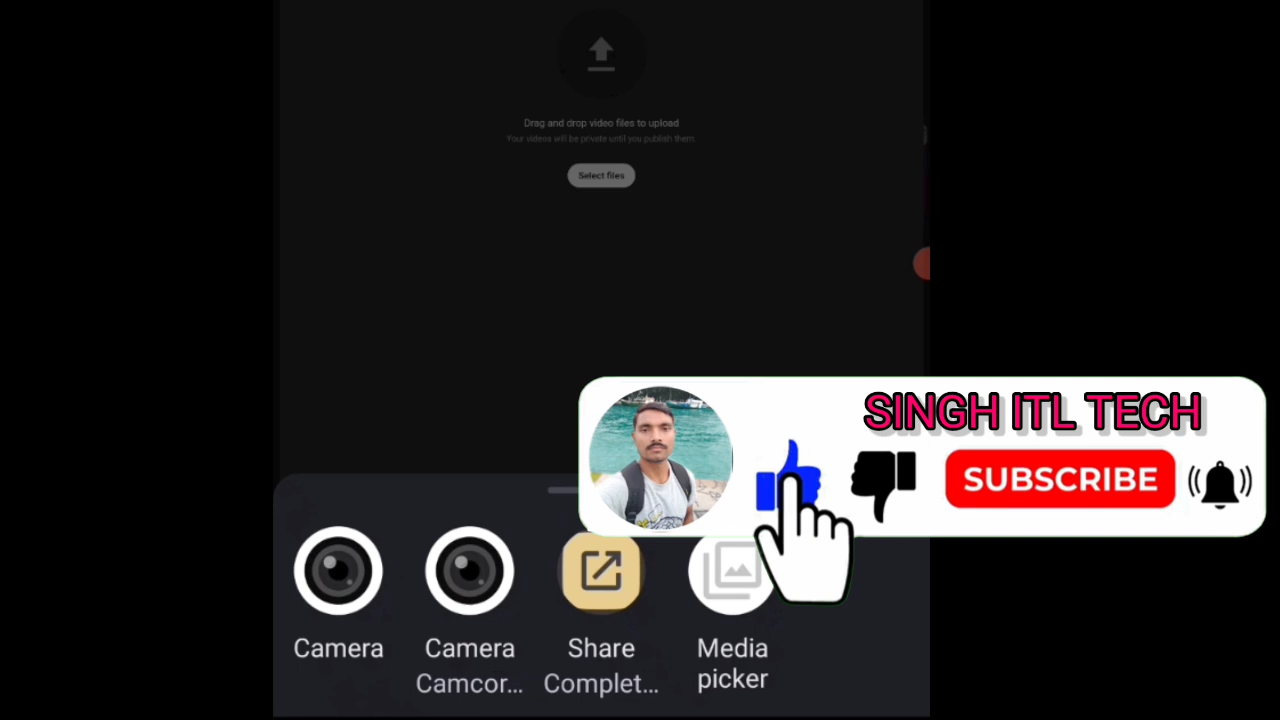 Drag and drop video files to upload
Your videos will be private until you publish them.
Select files
SINGH ITL TECH
SUBSCRIBE
Camera
Camera
Camcor...
Share
Complet...
Media
picker